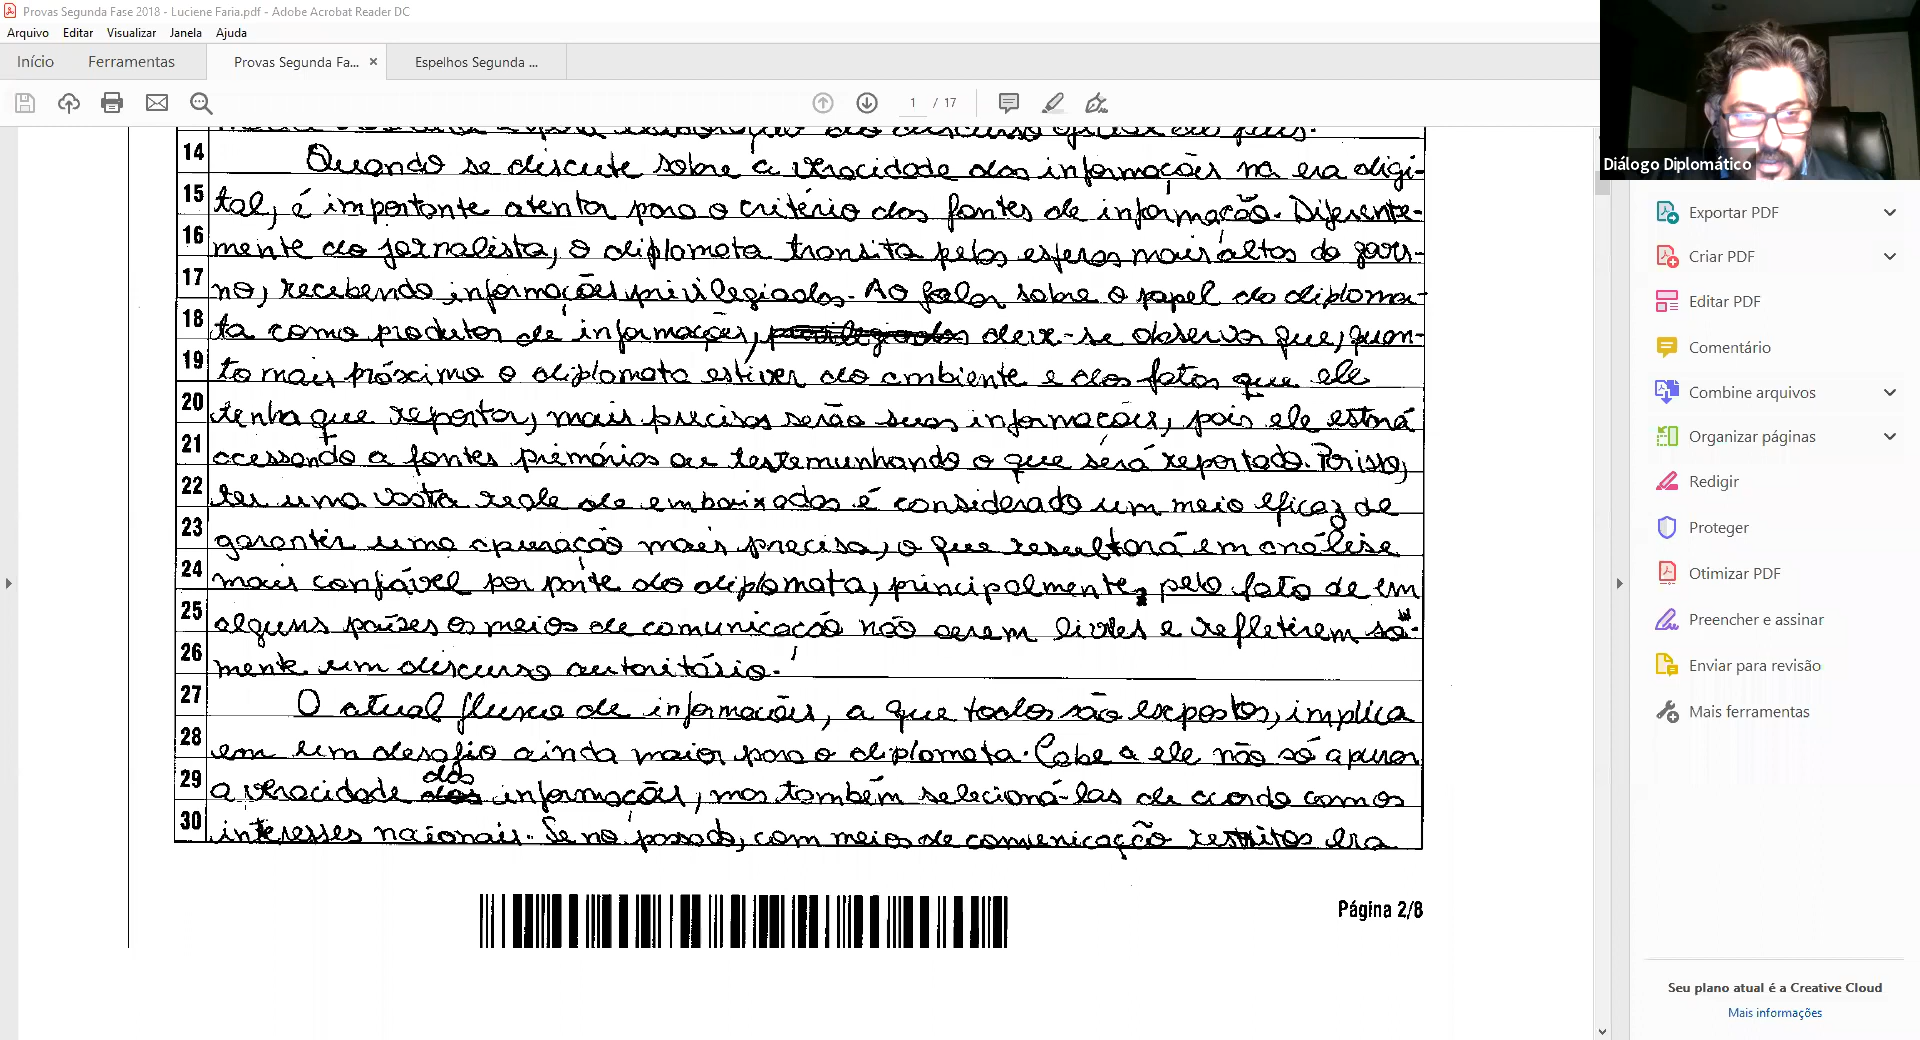 Provas Segunda Fase 2018 - Luciene Faria.pdf - Adobe Acrobat Reader DC
Arquivo Editar Visualizar Janela Ajuda
Início Ferramentas Provas Segunda Fa... × Espelhos Segunda ...
1 / 17
Diálogo Diplomático
do discurso oficial do país.
14 Quando se discute sobre a veracidade das informações na era digi-
15 tal, é importante atentar para o critério das fontes de informação. Diferente-
16 mente do jornalista, o diplomata transita pelas esferas mais altas do gover-
17 no, recebendo informações privilegiadas. Ao falar sobre o papel do diploma-
18 ta como produtor de informações, deve-se observar que, quan-
19 to mais próximo o diplomata estiver do ambiente e dos fatos que ele
20 tenha que reportar, mais precisas serão suas informações, pois ele estará
21 acessando a fontes primárias ou testemunhando o que será reportado. Por isso,
22 ter uma vasta rede de embaixadas é considerado um meio eficaz de
23 garantir uma apuração mais precisa, o que resultará em análise
24 mais confiável por parte do diplomata, principalmente, pelo fato de em
25 alguns países os meios de comunicação não serem livres e refletirem so-
26 mente um discurso autoritário.
27 O atual fluxo de informações, a que todos são expostos, implica
28 em um desafio ainda maior para o diplomata. Cabe a ele não só apurar
29 a veracidade das informações, mas também selecioná-las de acordo com os
30 interesses nacionais. Se no passado, com meios de comunicação restritos era
Página 2/8
Exportar PDF
Criar PDF
Editar PDF
Comentário
Combine arquivos
Organizar páginas
Redigir
Proteger
Otimizar PDF
Preencher e assinar
Enviar para revisão
Mais ferramentas
Seu plano atual é a Creative Cloud
Mais informações